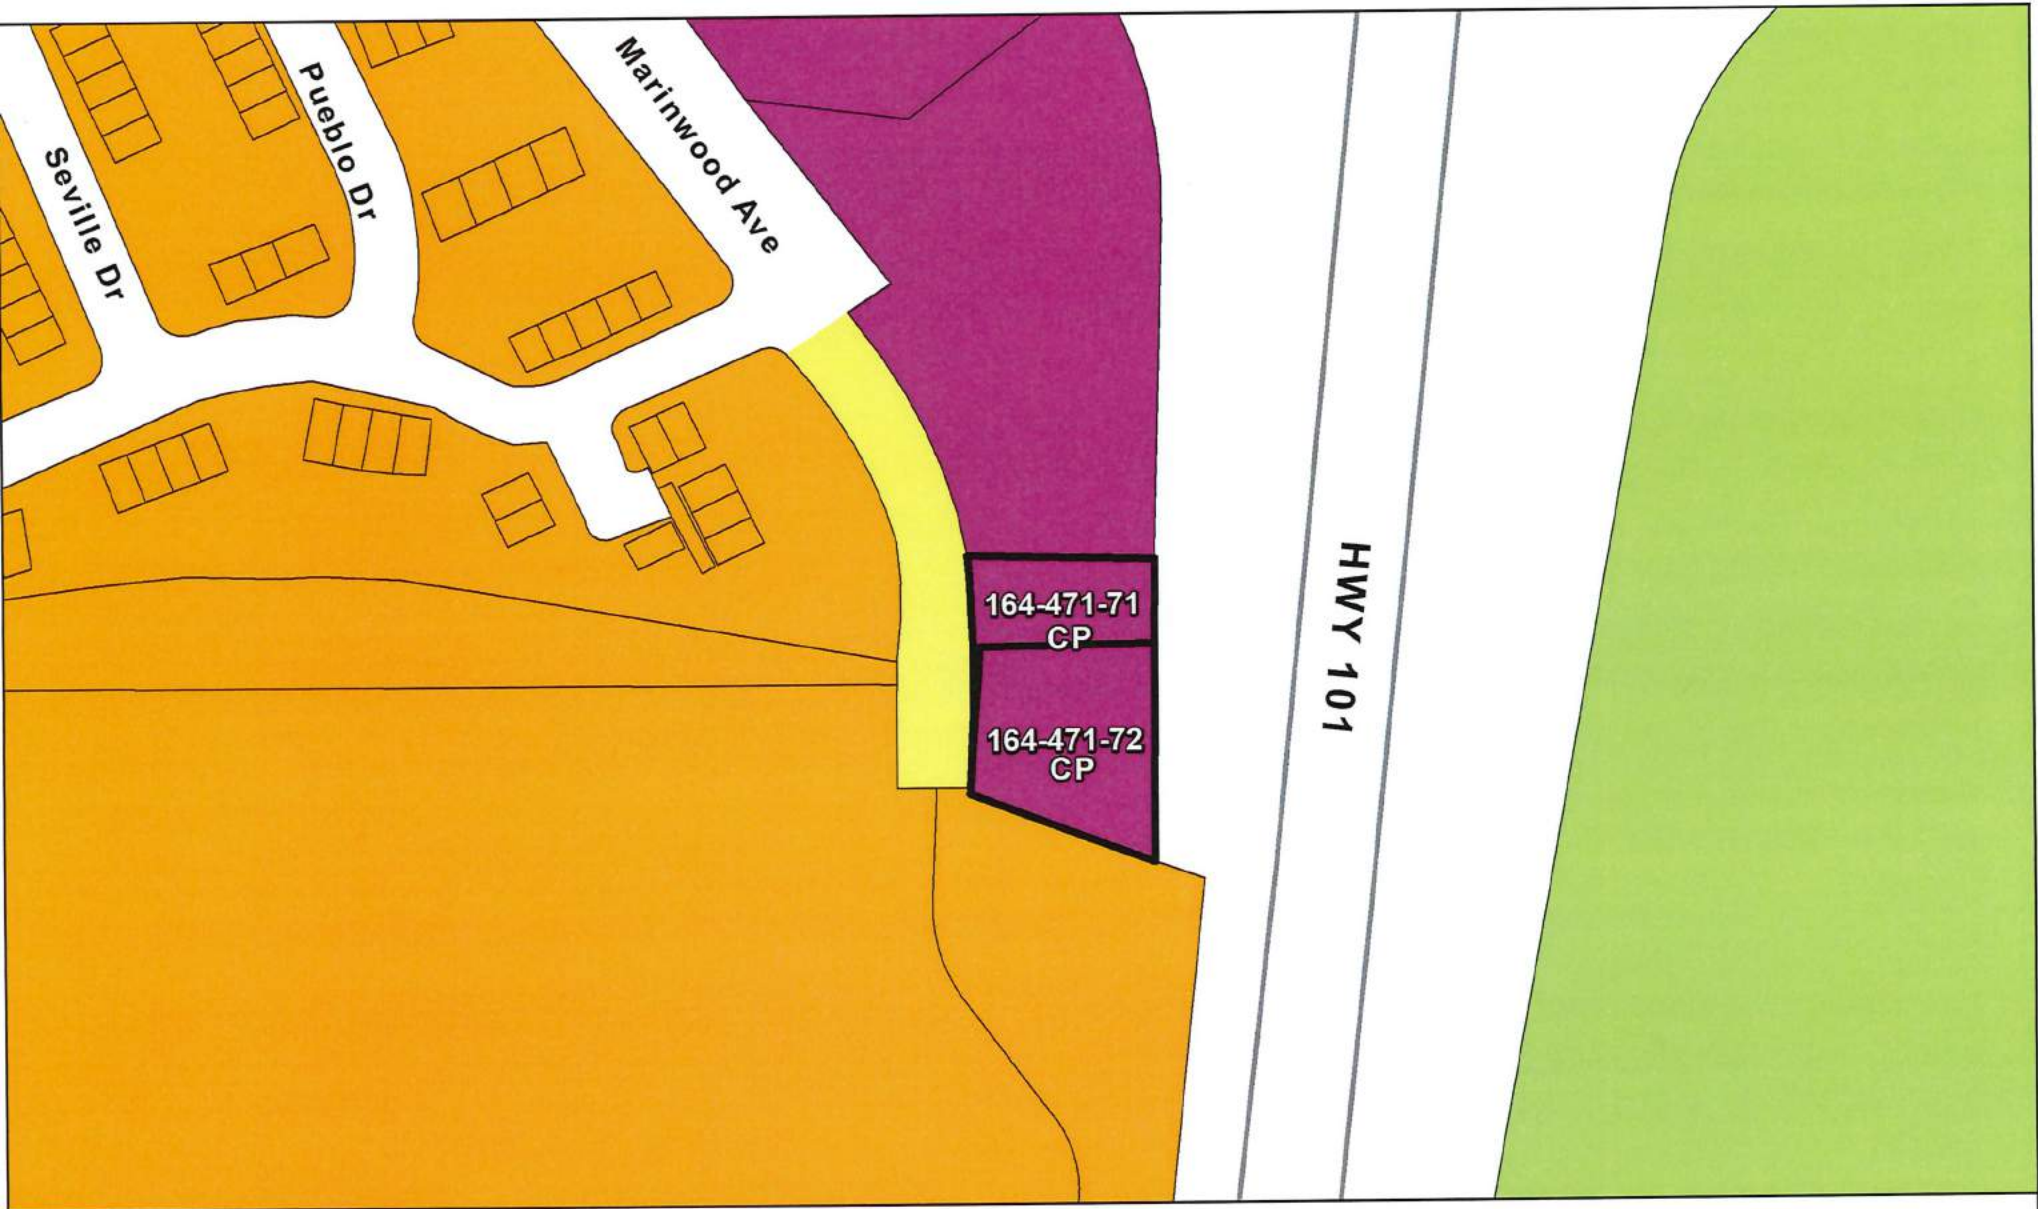 Marinwood Ave
Pueblo Dr
Seville Dr
HWY 101
164-471-71
CP
164-471-72
CP